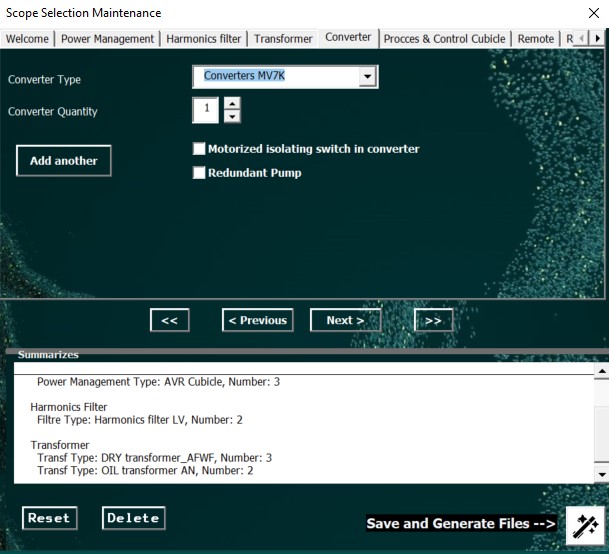 Scope Selection Maintenance
Welcome Power Management Harmonics filter Transformer Converter Procces & Control Cubicle Remote R
Converter Type Converters MV7K
Converter Quantity 1
Add another
Motorized isolating switch in converter
Redundant Pump
<< < Previous Next > >>
Summarizes
Power Management Type: AVR Cubicle, Number: 3
Harmonics Filter
Filtre Type: Harmonics filter LV, Number: 2
Transformer
Transf Type: DRY transformer_AFWF, Number: 3
Transf Type: OIL transformer AN, Number: 2
Reset Delete
Save and Generate Files -->